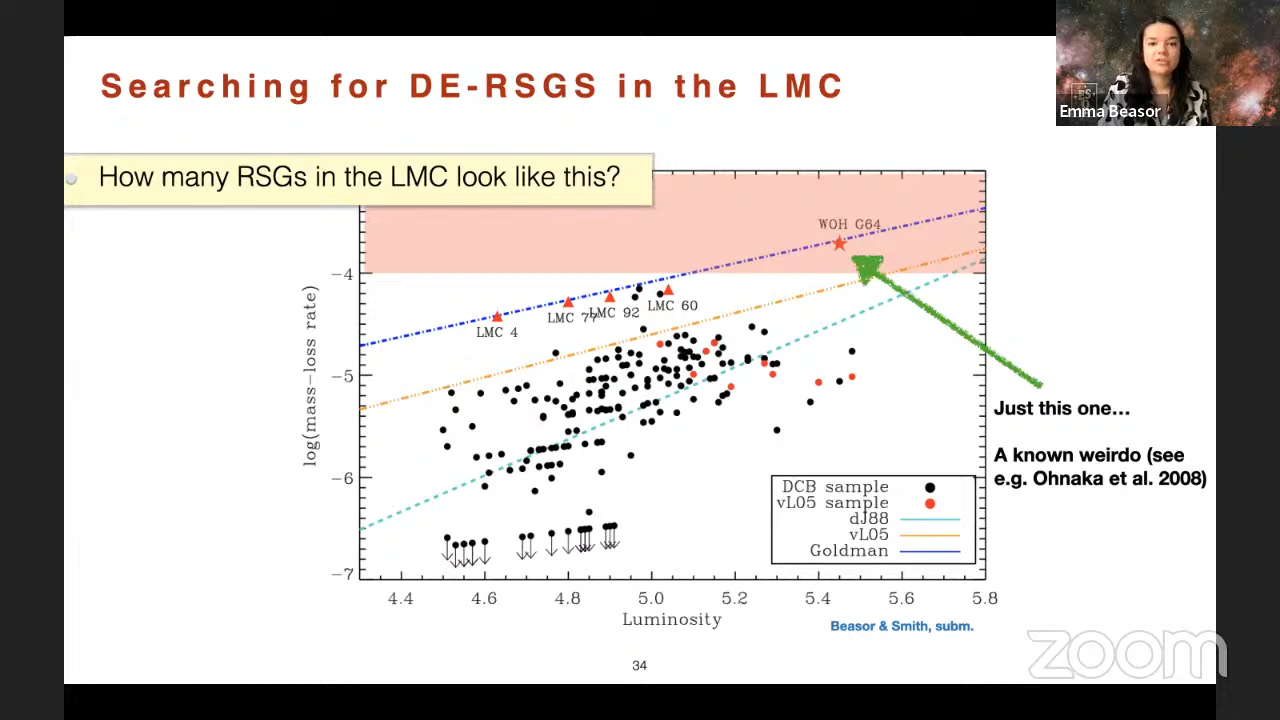 Searching for DE-RSGS in the LMC
Emma Beasor
How many RSGs in the LMC look like this?
WOH G64
LMC 4
LMC 77
LMC 92
LMC 60
log(mass-loss rate)
-4
-5
-6
-7
4.4 4.6 4.8 5.0 5.2 5.4 5.6 5.8
Luminosity
DCB sample
vL05 sample
dJ88
vL05
Goldman
Just this one…
A known weirdo (see
e.g. Ohnaka et al. 2008)
Beasor & Smith, subm.
34
zoom